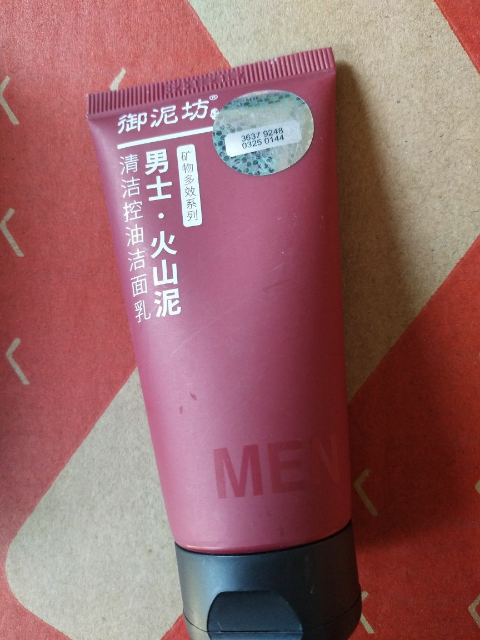 御泥坊®
3637 9248
0325 0144
矿物多效系列
男士·火山泥
清洁控油洁面乳
MEN